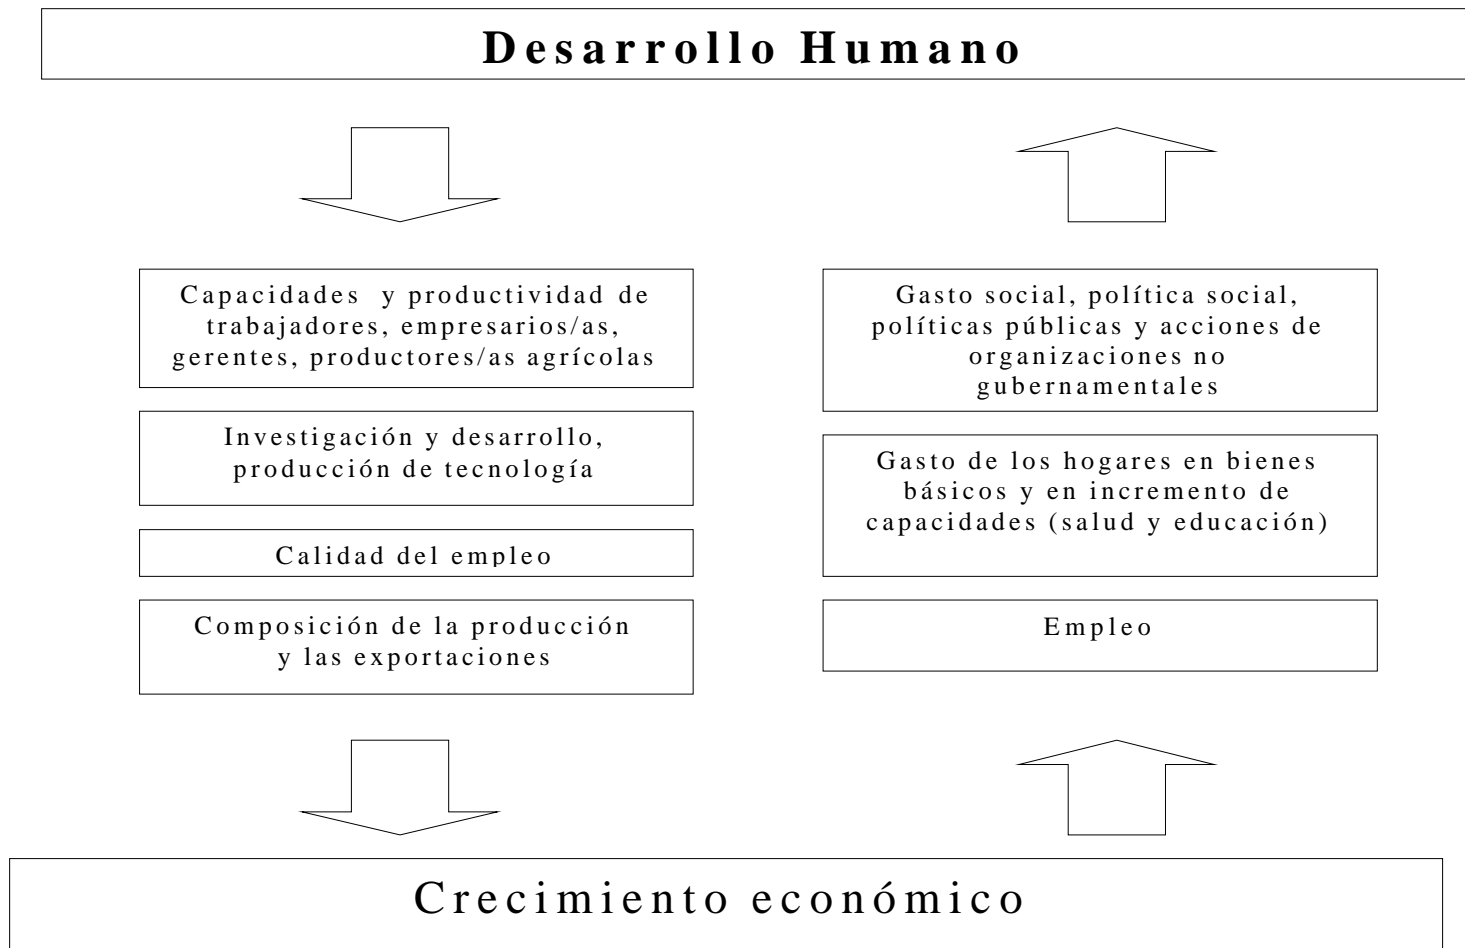 Desarrollo Humano
Capacidades y productividad de
trabajadores, empresarios/as,
gerentes, productores/as agrícolas
Investigación y desarrollo,
producción de tecnología
Calidad del empleo
Composición de la producción
y las exportaciones
Gasto social, política social,
políticas públicas y acciones de
organizaciones no
gubernamentales
Gasto de los hogares en bienes
básicos y en incremento de
capacidades (salud y educación)
Empleo
Crecimiento económico